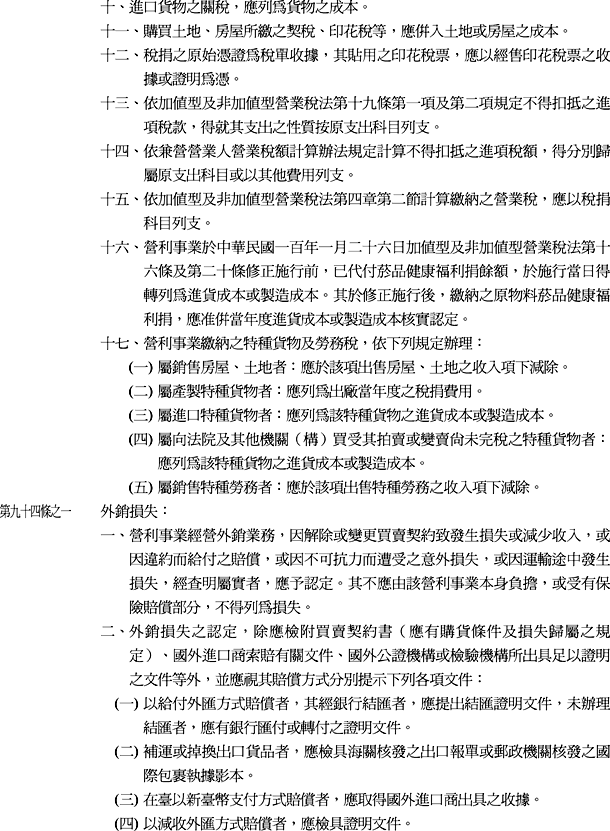 十、進口貨物之關稅，應列爲貨物之成本。
十一、購買土地、房屋所繳之契稅、印花稅等，應併入土地或房屋之成本。
十二、稅捐之原始憑證爲稅單收據，其貼用之印花稅票，應以經售印花稅票之收
據或證明爲憑。
十三、依加值型及非加值型營業稅法第十九條第一項及第二項規定不得扣抵之進
項稅款，得就其支出之性質按原支出科目列支。
十四、依兼營營業人營業稅額計算辦法規定計算不得扣抵之進項稅額，得分別歸
屬原支出科目或以其他費用列支。
十五、依加值型及非加值型營業稅法第四章第二節計算繳納之營業稅，應以稅捐
科目列支。
十六、營利事業於中華民國一百年一月二十六日加值型及非加值型營業稅法第十
六條及第二十條修正施行前，已代付菸品健康福利捐餘額，於施行當日得
轉列爲進貨成本或製造成本。其於修正施行後，繳納之原物料菸品健康福
利捐，應准併當年度進貨成本或製造成本核實認定。
十七、營利事業繳納之特種貨物及勞務稅，依下列規定辦理：
(一) 屬銷售房屋、土地者：應於該項出售房屋、土地之收入項下減除。
(二) 屬產製特種貨物者：應列爲出廠當年度之稅捐費用。
(三) 屬進口特種貨物者：應列爲該特種貨物之進貨成本或製造成本。
(四) 屬向法院及其他機關（構）買受其拍賣或變賣尚未完稅之特種貨物者：
應列爲該特種貨物之進貨成本或製造成本。
(五) 屬銷售特種勞務者：應於該項出售特種勞務之收入項下減除。
第九十四條之一 外銷損失：
一、營利事業經營外銷業務，因解除或變更買賣契約致發生損失或減少收入，或
因違約而給付之賠償，或因不可抗力而遭受之意外損失，或因運輸途中發生
損失，經查明屬實者，應予認定。其不應由該營利事業本身負擔，或受有保
險賠償部分，不得列爲損失。
二、外銷損失之認定，除應檢附買賣契約書（應有購貨條件及損失歸屬之規
定）、國外進口商索賠有關文件、國外公證機構或檢驗機構所出具足以證明
之文件等外，並應視其賠償方式分別提示下列各項文件：
(一) 以給付外匯方式賠償者，其經銀行結匯者，應提出結匯證明文件，未辦理
結匯者，應有銀行匯付或轉付之證明文件。
(二) 補運或掉換出口貨品者，應檢具海關核發之出口報單或郵政機關核發之國
際包裹執據影本。
(三) 在臺以新臺幣支付方式賠償者，應取得國外進口商出具之收據。
(四) 以減收外匯方式賠償者，應檢具證明文件。